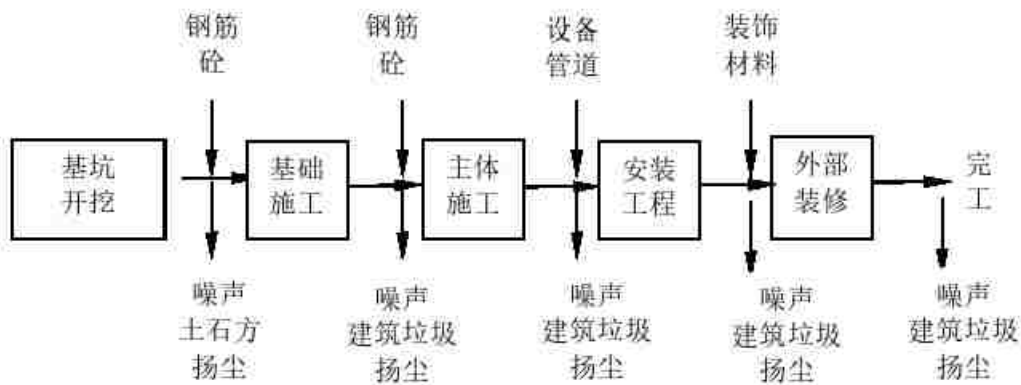 钢筋
砼
钢筋
砼
设备
管道
装饰
材料
基坑
开挖
基础
施工
主体
施工
安装
工程
外部
装修
完
工
噪声
土石方
扬尘
噪声
建筑垃圾
扬尘
噪声
建筑垃圾
扬尘
噪声
建筑垃圾
扬尘
噪声
建筑垃圾
扬尘